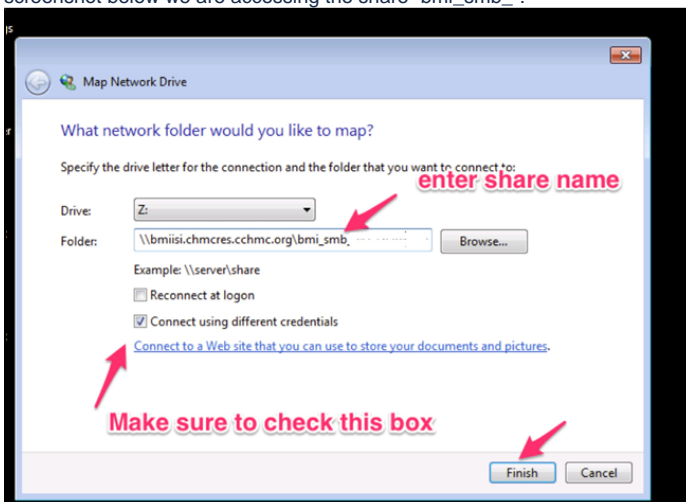 screenshot below we are accessing the share "bmi_smb_".
Map Network Drive
What network folder would you like to map?
Specify the drive letter for the connection and the folder that you want to connect to:
enter share name
Drive: Z:
Folder: \\bmiisi.chmcres.cchmc.org\bmi_smb_ Browse...
Example: \\server\share
Reconnect at logon
Connect using different credentials
Connect to a Web site that you can use to store your documents and pictures.
Make sure to check this box
Finish Cancel